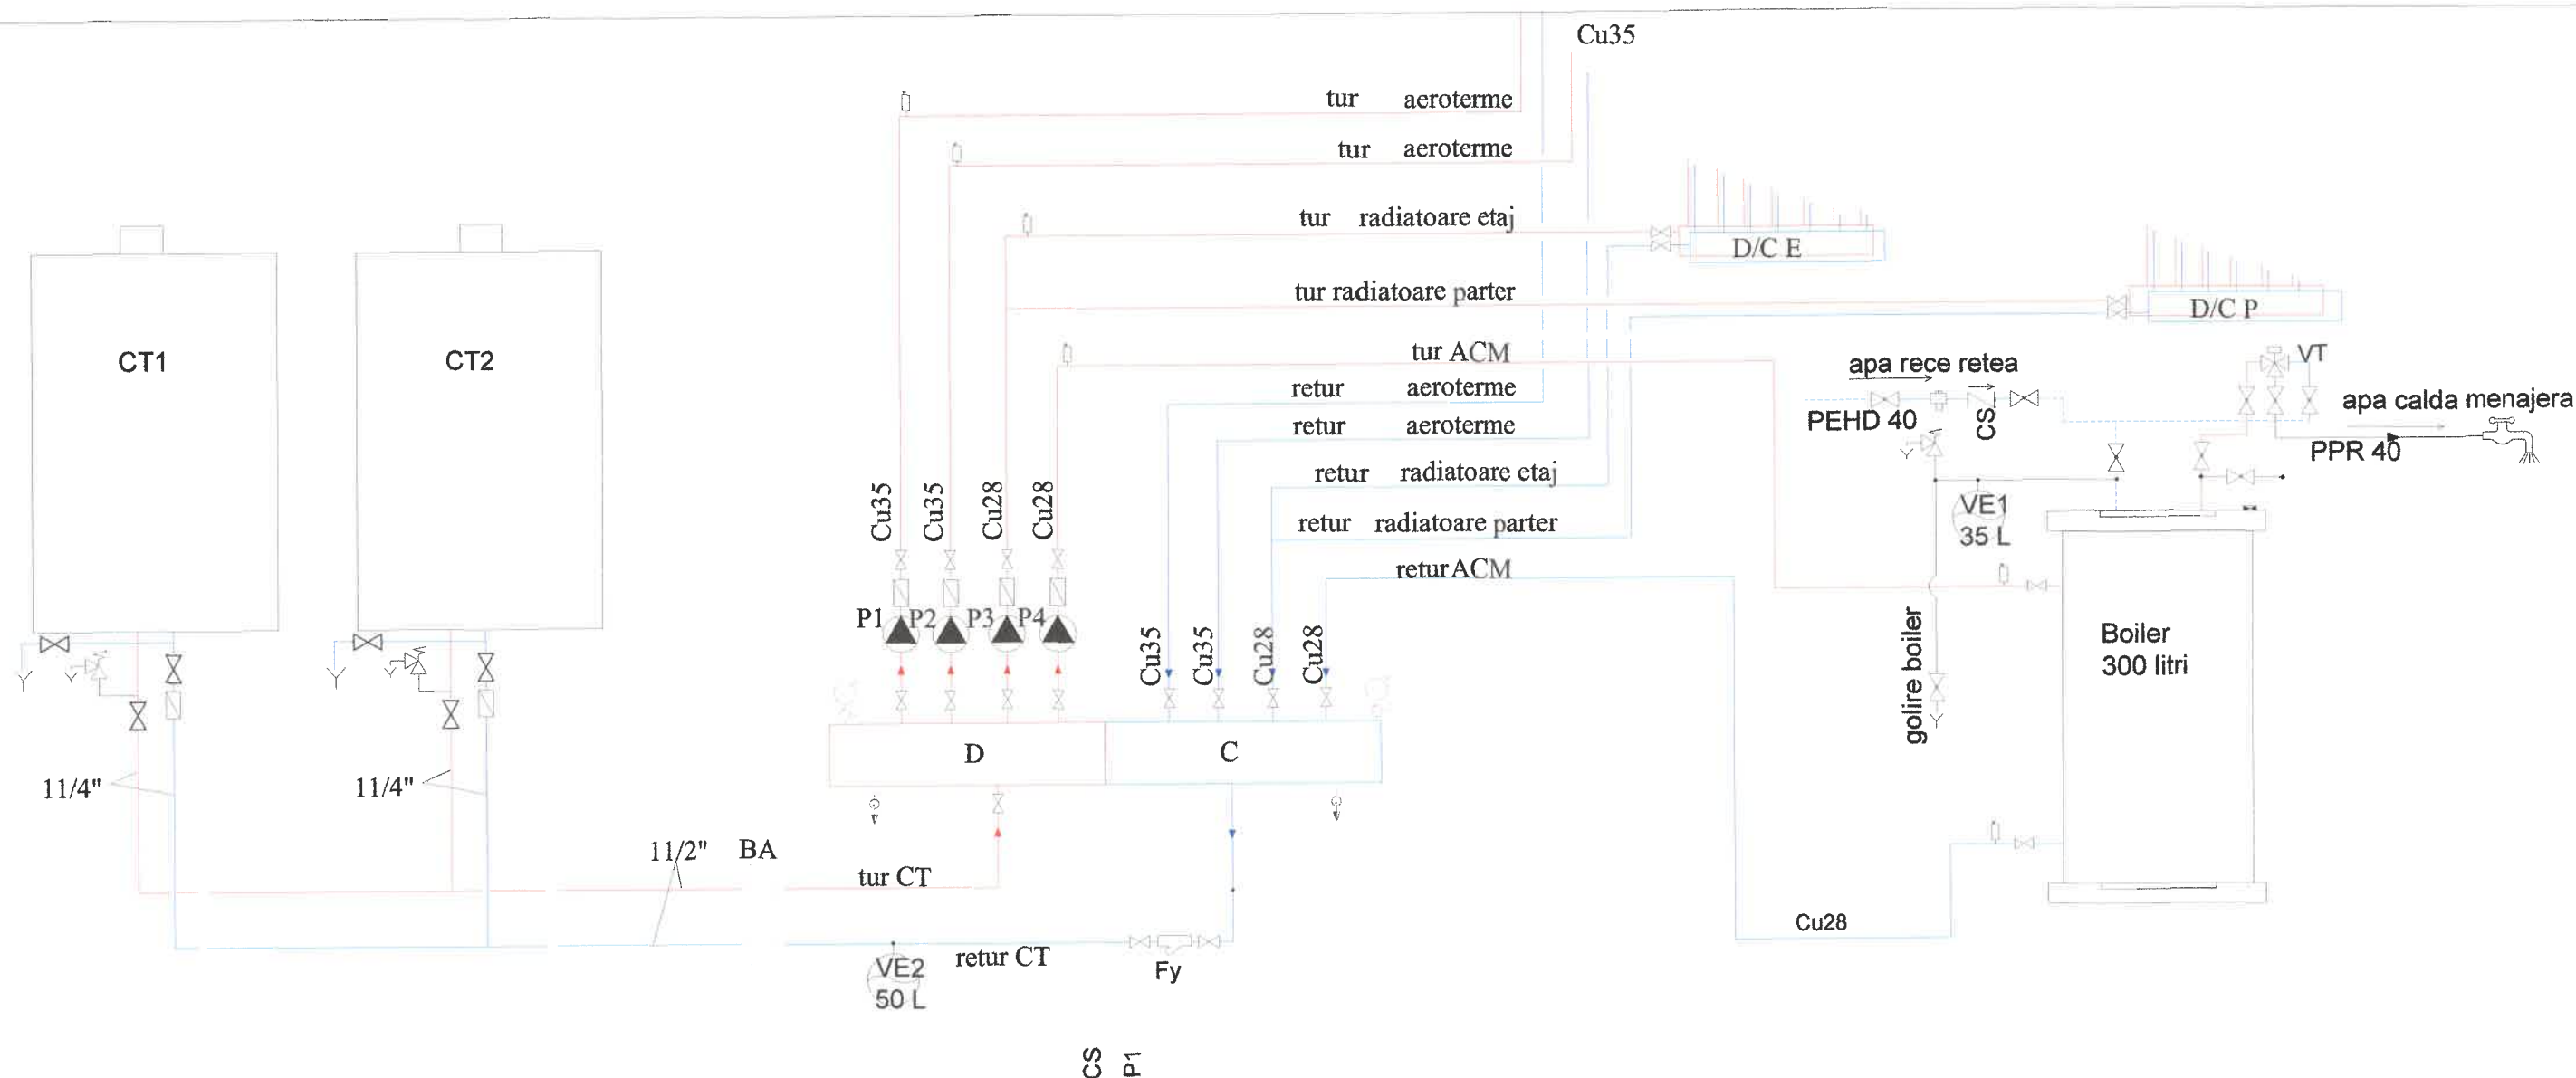 Cu35
tur aeroterme
tur aeroterme
tur radiatoare etaj
D/C E
tur radiatoare parter
D/C P
CT1
CT2
tur ACM
apa rece retea
VT
retur aeroterme
apa calda menajera
PEHD 40
CS
retur aeroterme
PPR 40
retur radiatoare etaj
Cu35
Cu35
Cu28
Cu28
VE1
35 L
retur radiatoare parter
retur ACM
P1
P2
P3
P4
Cu35
Cu35
Cu28
Cu28
golire boiler
Boiler
300 litri
D
C
11/4"
11/4"
11/2" BA
tur CT
Cu28
retur CT
VE2
50 L
Fy
CS
P1